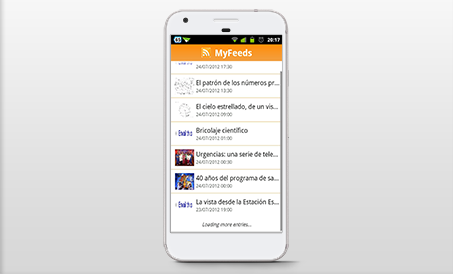 20:17
MyFeeds
24/07/2012 17:30
El patrón de los números pr...
24/07/2012 13:30
El cielo estrellado, de un vis...
24/07/2012 09:00
Bricolaje científico
24/07/2012 01:00
Urgencias: una serie de tele...
24/07/2012 00:00
40 años del programa de sa...
24/07/2012 00:00
La vista desde la Estación Es...
23/07/2012 19:00
Loading more entries...